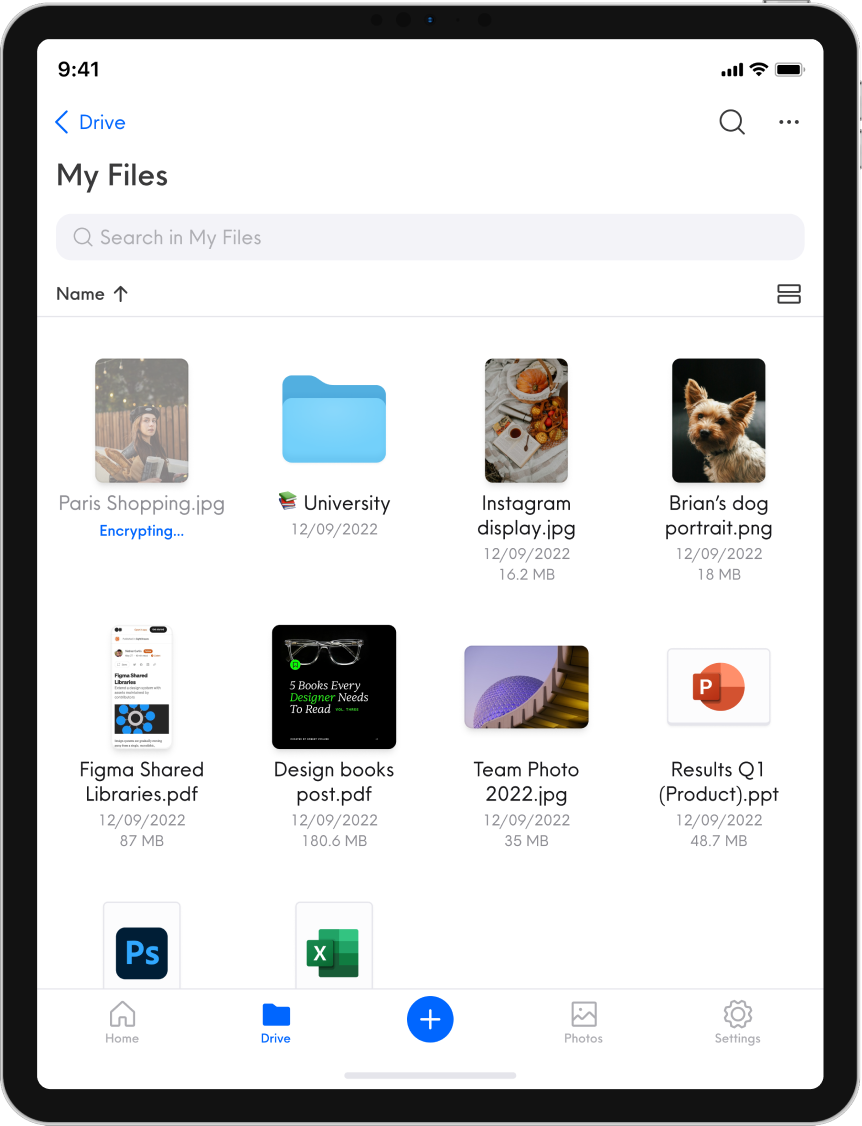 9:41
Drive
My Files
Search in My Files
Name
Paris Shopping.jpg
Encrypting...
📚 University
12/09/2022
Instagram
display.jpg
12/09/2022
16.2 MB
Brian’s dog
portrait.png
12/09/2022
18 MB
Figma Shared
Libraries
5 Books Every
Designer Needs
To Read VOL. THREE
P
Figma Shared
Libraries.pdf
12/09/2022
87 MB
Design books
post.pdf
12/09/2022
180.6 MB
Team Photo
2022.jpg
12/09/2022
35 MB
Results Q1
(Product).ppt
12/09/2022
48.7 MB
Ps
X
Home
Drive
Photos
Settings